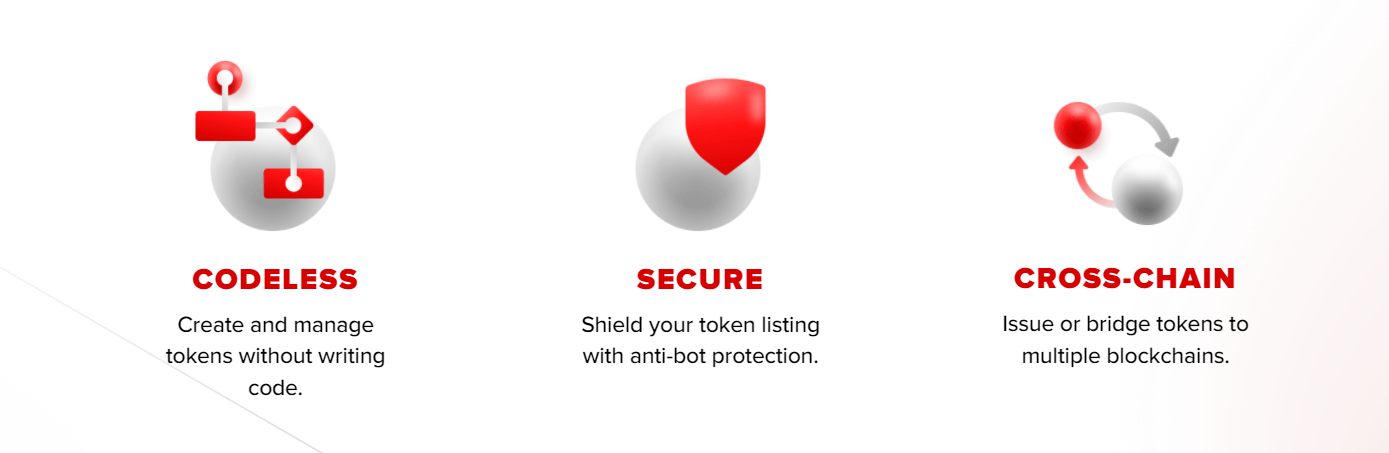 CODELESS
Create and manage
tokens without writing
code.
SECURE
Shield your token listing
with anti-bot protection.
CROSS-CHAIN
Issue or bridge tokens to
multiple blockchains.